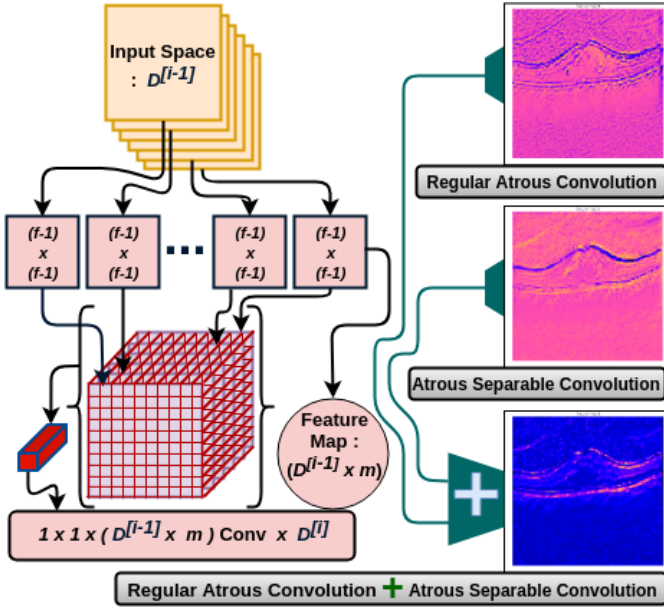 Input Space
: D[i-1]
(f-1)
x
(f-1)
(f-1)
x
(f-1)
...
(f-1)
x
(f-1)
(f-1)
x
(f-1)
Feature
Map :
(D[i-1] x m)
1 x 1 x ( D[i-1] x m ) Conv x D[i]
Regular Atrous Convolution
Atrous Separable Convolution
+
Regular Atrous Convolution + Atrous Separable Convolution